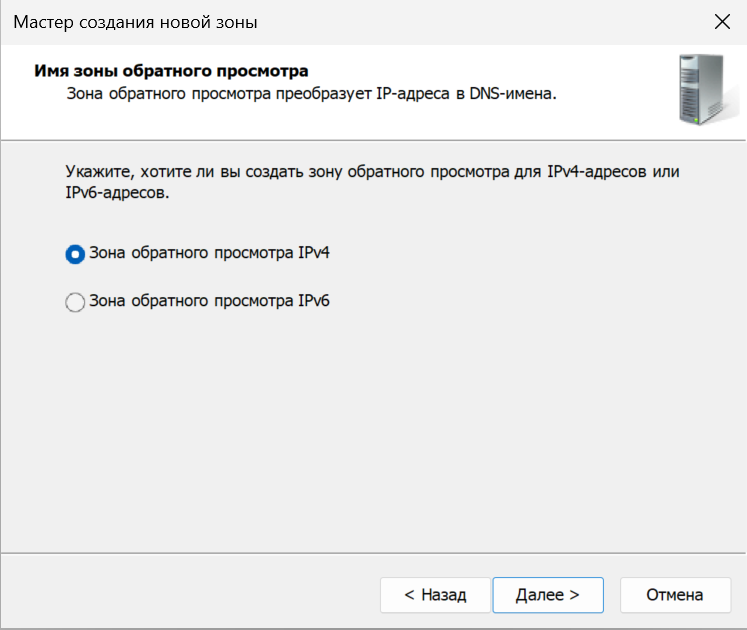 Мастер создания новой зоны
Имя зоны обратного просмотра
Зона обратного просмотра преобразует IP-адреса в DNS-имена.
Укажите, хотите ли вы создать зону обратного просмотра для IPv4-адресов или
IPv6-адресов.
Зона обратного просмотра IPv4
Зона обратного просмотра IPv6
< Назад
Далее >
Отмена